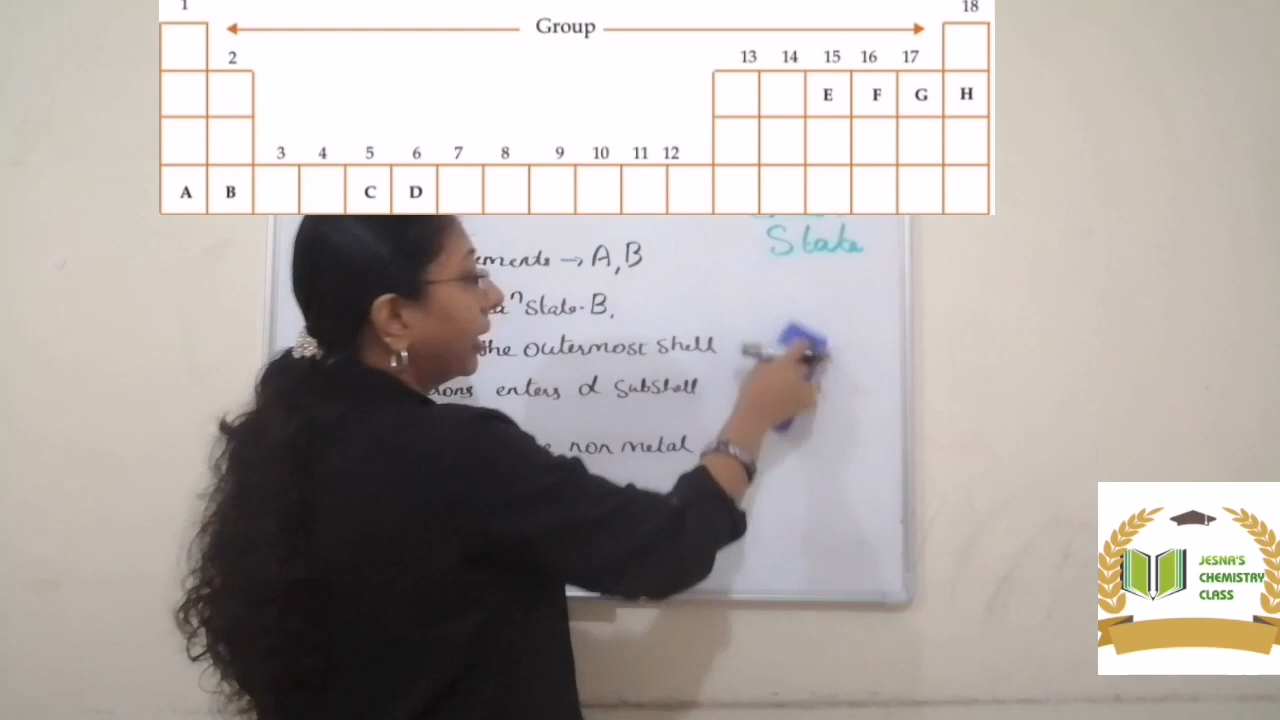 1 18
Group
2 13 14 15 16 17
E F G H
3 4 5 6 7 8 9 10 11 12
A B C D
State
→ A, B
State - B,
the outermost shell
enters d subshell
non metal
JESNA'S
CHEMISTRY
CLASS